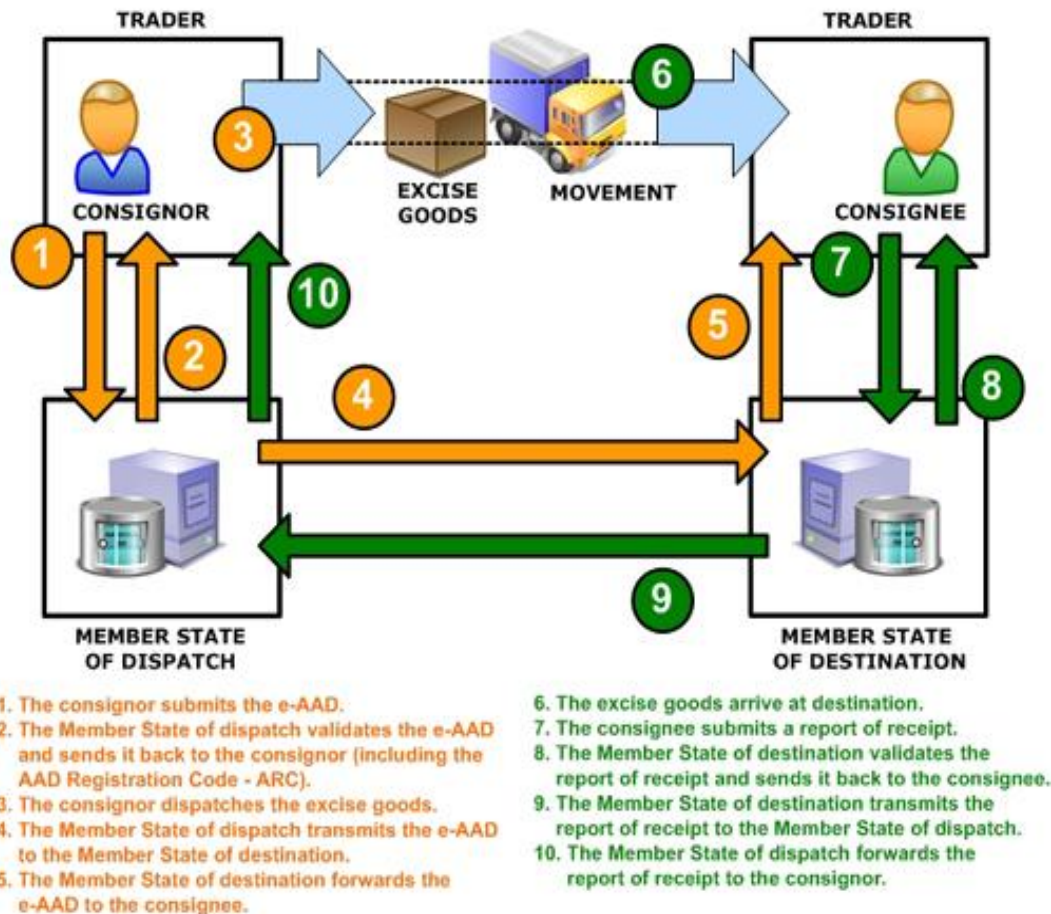 TRADER
TRADER
6
3
EXCISE
GOODS
MOVEMENT
CONSIGNOR
CONSIGNEE
1
7
10
5
2
4
8
9
MEMBER STATE
OF DISPATCH
MEMBER STATE
OF DESTINATION
1. The consignor submits the e-AAD.
2. The Member State of dispatch validates the e-AAD
and sends it back to the consignor (including the
AAD Registration Code - ARC).
3. The consignor dispatches the excise goods.
4. The Member State of dispatch transmits the e-AAD
to the Member State of destination.
5. The Member State of destination forwards the
e-AAD to the consignee.
6. The excise goods arrive at destination.
7. The consignee submits a report of receipt.
8. The Member State of destination validates the
report of receipt and sends it back to the consignee.
9. The Member State of destination transmits the
report of receipt to the Member State of dispatch.
10. The Member State of dispatch forwards the
report of receipt to the consignor.